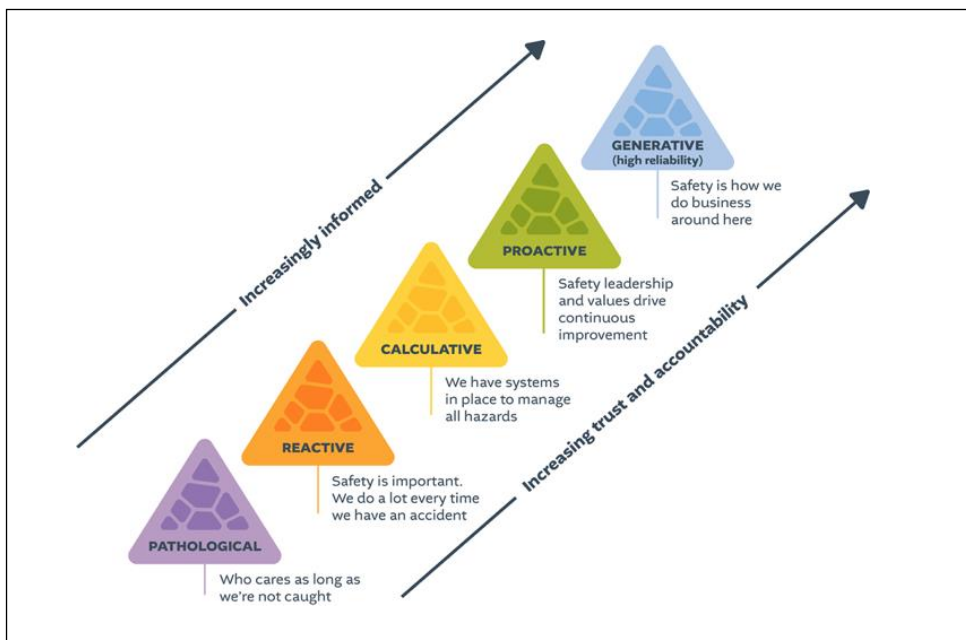 GENERATIVE
(high reliability)
Safety is how we
do business
around here
Increasingly informed
PROACTIVE
Safety leadership
and values drive
continuous
improvement
CALCULATIVE
We have systems
in place to manage
all hazards
Increasing trust and accountability
REACTIVE
Safety is important.
We do a lot every time
we have an accident
PATHOLOGICAL
Who cares as long as
we're not caught